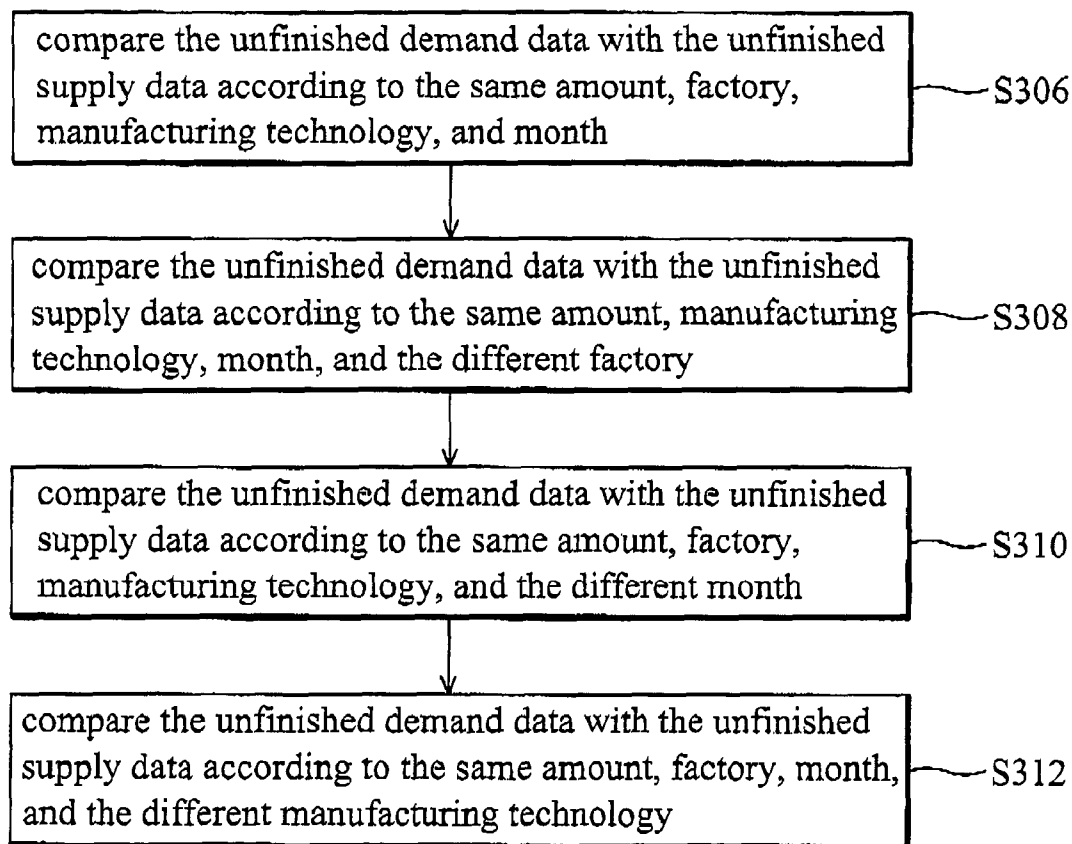 compare the unfinished demand data with the unfinished
supply data according to the same amount, factory,
manufacturing technology, and month
S306
compare the unfinished demand data with the unfinished
supply data according to the same amount, manufacturing
technology, month, and the different factory
S308
compare the unfinished demand data with the unfinished
supply data according to the same amount, factory,
manufacturing technology, and the different month
S310
compare the unfinished demand data with the unfinished
supply data according to the same amount, factory, month,
and the different manufacturing technology
S312